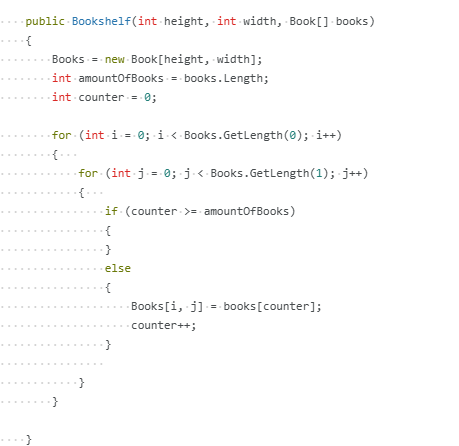 public Bookshelf(int height, int width, Book[] books)
{
Books = new Book[height, width];
int amountOfBooks = books.Length;
int counter = 0;
for (int i = 0; i < Books.GetLength(0); i++)
{
for (int j = 0; j < Books.GetLength(1); j++)
{
if (counter >= amountOfBooks)
{
}
else
{
Books[i, j] = books[counter];
counter++;
}
}
}
}